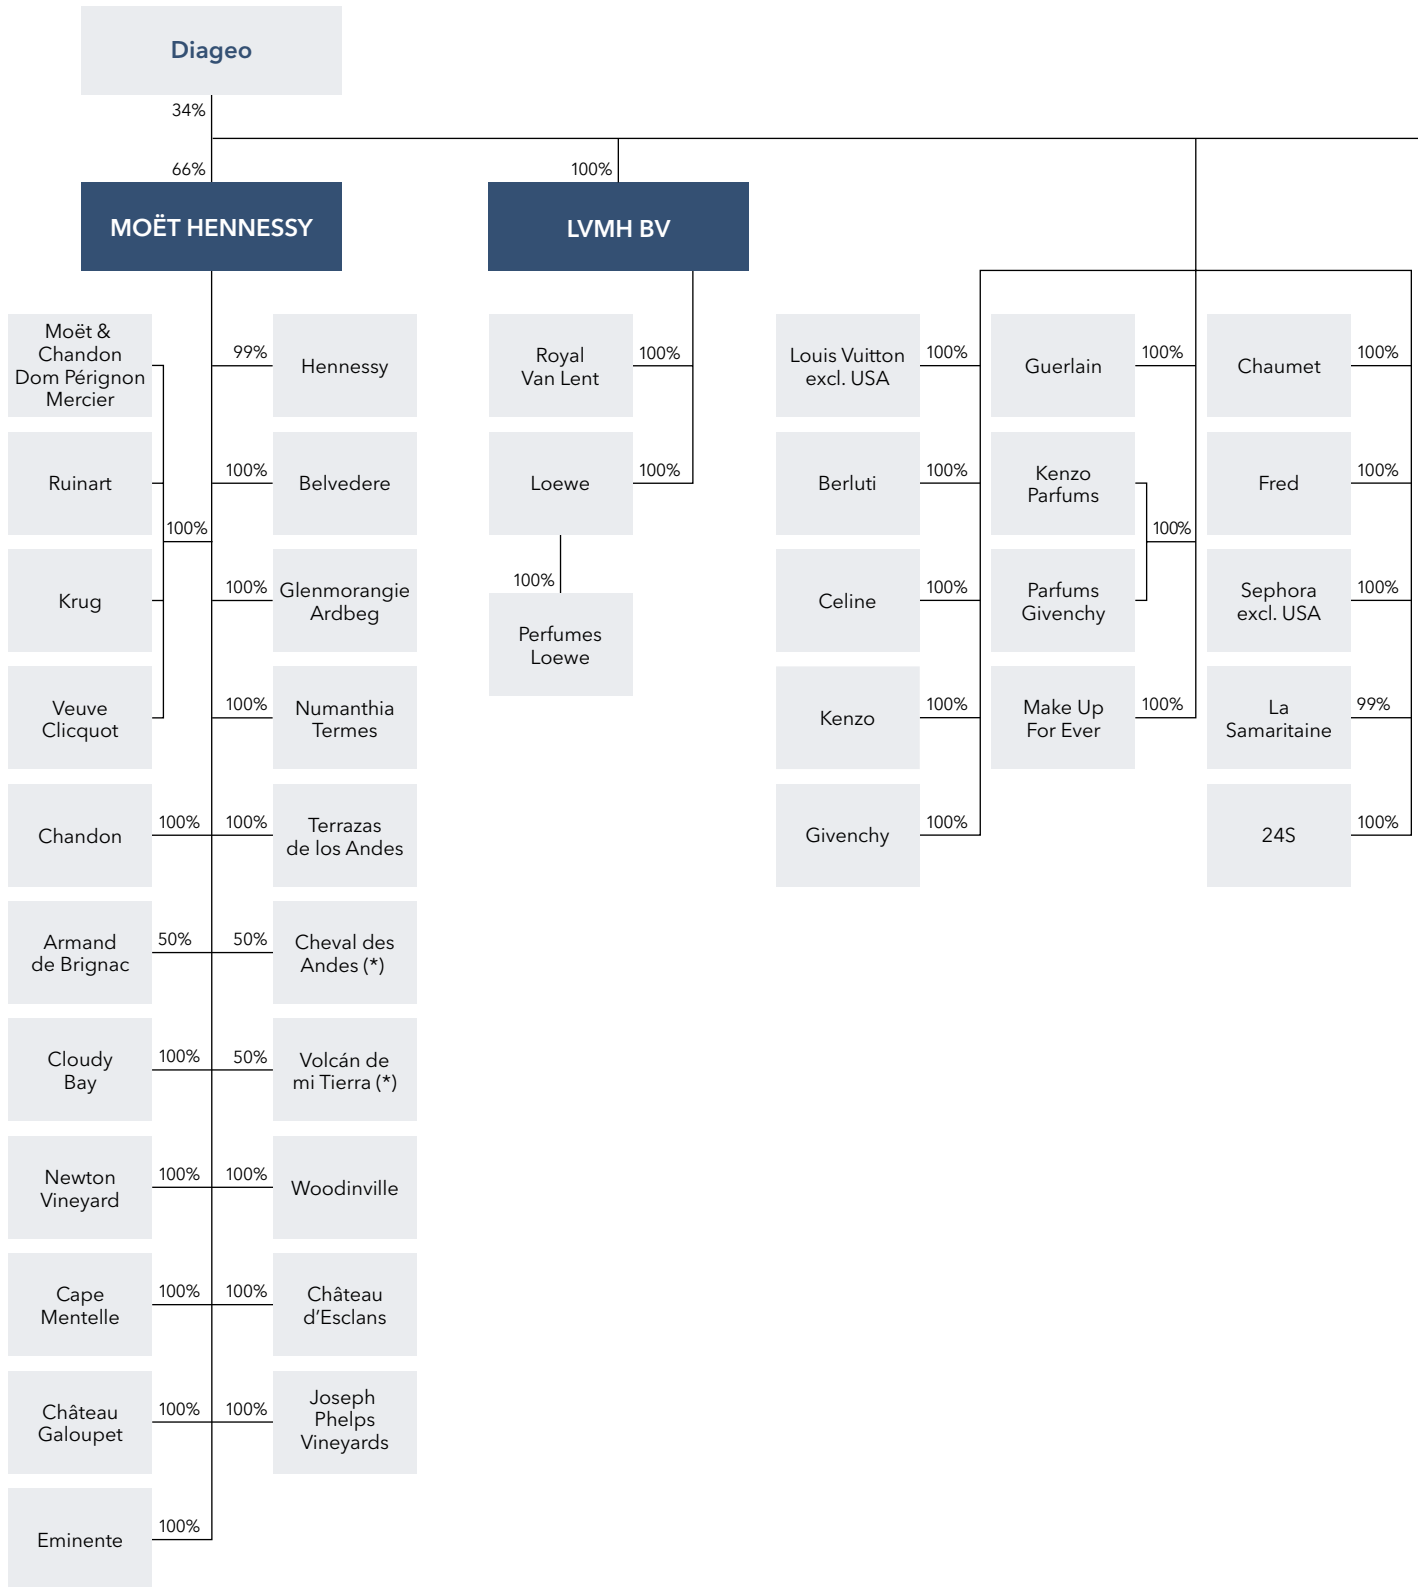 Diageo
34%
66%
100%
MOËT HENNESSY
LVMH BV
Moët &
Chandon
Dom Pérignon
Mercier
99%
Hennessy
Royal
Van Lent
100%
Louis Vuitton
excl. USA
100%
Guerlain
100%
Chaumet
100%
Ruinart
100%
Belvedere
Loewe
100%
Berluti
100%
Kenzo
Parfums
Fred
100%
100%
100%
Krug
100%
Glenmorangie
Ardbeg
100%
Perfumes
Loewe
Celine
100%
Parfums
Givenchy
Sephora
excl. USA
100%
Veuve
Clicquot
100%
Numanthia
Termes
Kenzo
100%
Make Up
For Ever
100%
La
Samaritaine
99%
Chandon
100%
100%
Terrazas
de los Andes
Givenchy
100%
24S
100%
Armand
de Brignac
50%
50%
Cheval des
Andes (*)
Cloudy
Bay
100%
50%
Volcán de
mi Tierra (*)
Newton
Vineyard
100%
100%
Woodinville
Cape
Mentelle
100%
100%
Château
d’Esclans
Château
Galoupet
100%
100%
Joseph
Phelps
Vineyards
Eminente
100%